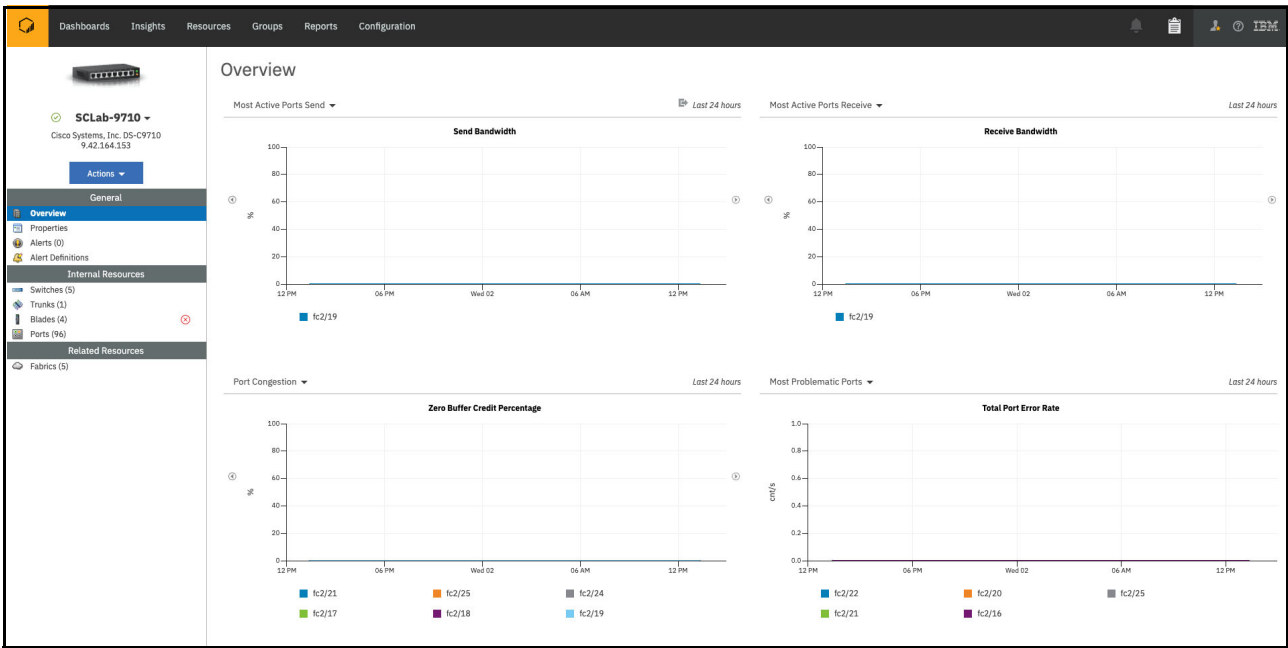 Dashboards Insights Resources Groups Reports Configuration IBM
SCLab-9710
Cisco Systems, Inc. DS-C9710
9.42.164.153
Actions
General
Overview
Properties
Alerts (0)
Alert Definitions
Internal Resources
Switches (5)
Trunks (1)
Blades (4)
Ports (96)
Related Resources
Fabrics (5)
Overview
Most Active Ports Send Last 24 hours
Send Bandwidth
100
80
60
40
20
0
%
12 PM 06 PM Wed 02 06 AM 12 PM
fc2/19
Most Active Ports Receive Last 24 hours
Receive Bandwidth
100
80
60
40
20
0
%
12 PM 06 PM Wed 02 06 AM 12 PM
fc2/19
Port Congestion Last 24 hours
Zero Buffer Credit Percentage
100
80
60
40
20
0
%
12 PM 06 PM Wed 02 06 AM 12 PM
fc2/21 fc2/25 fc2/24
fc2/17 fc2/18 fc2/19
Most Problematic Ports Last 24 hours
Total Port Error Rate
1.0
0.8
0.6
0.4
0.2
0.0
cnt/s
12 PM 06 PM Wed 02 06 AM 12 PM
fc2/22 fc2/20 fc2/25
fc2/21 fc2/16